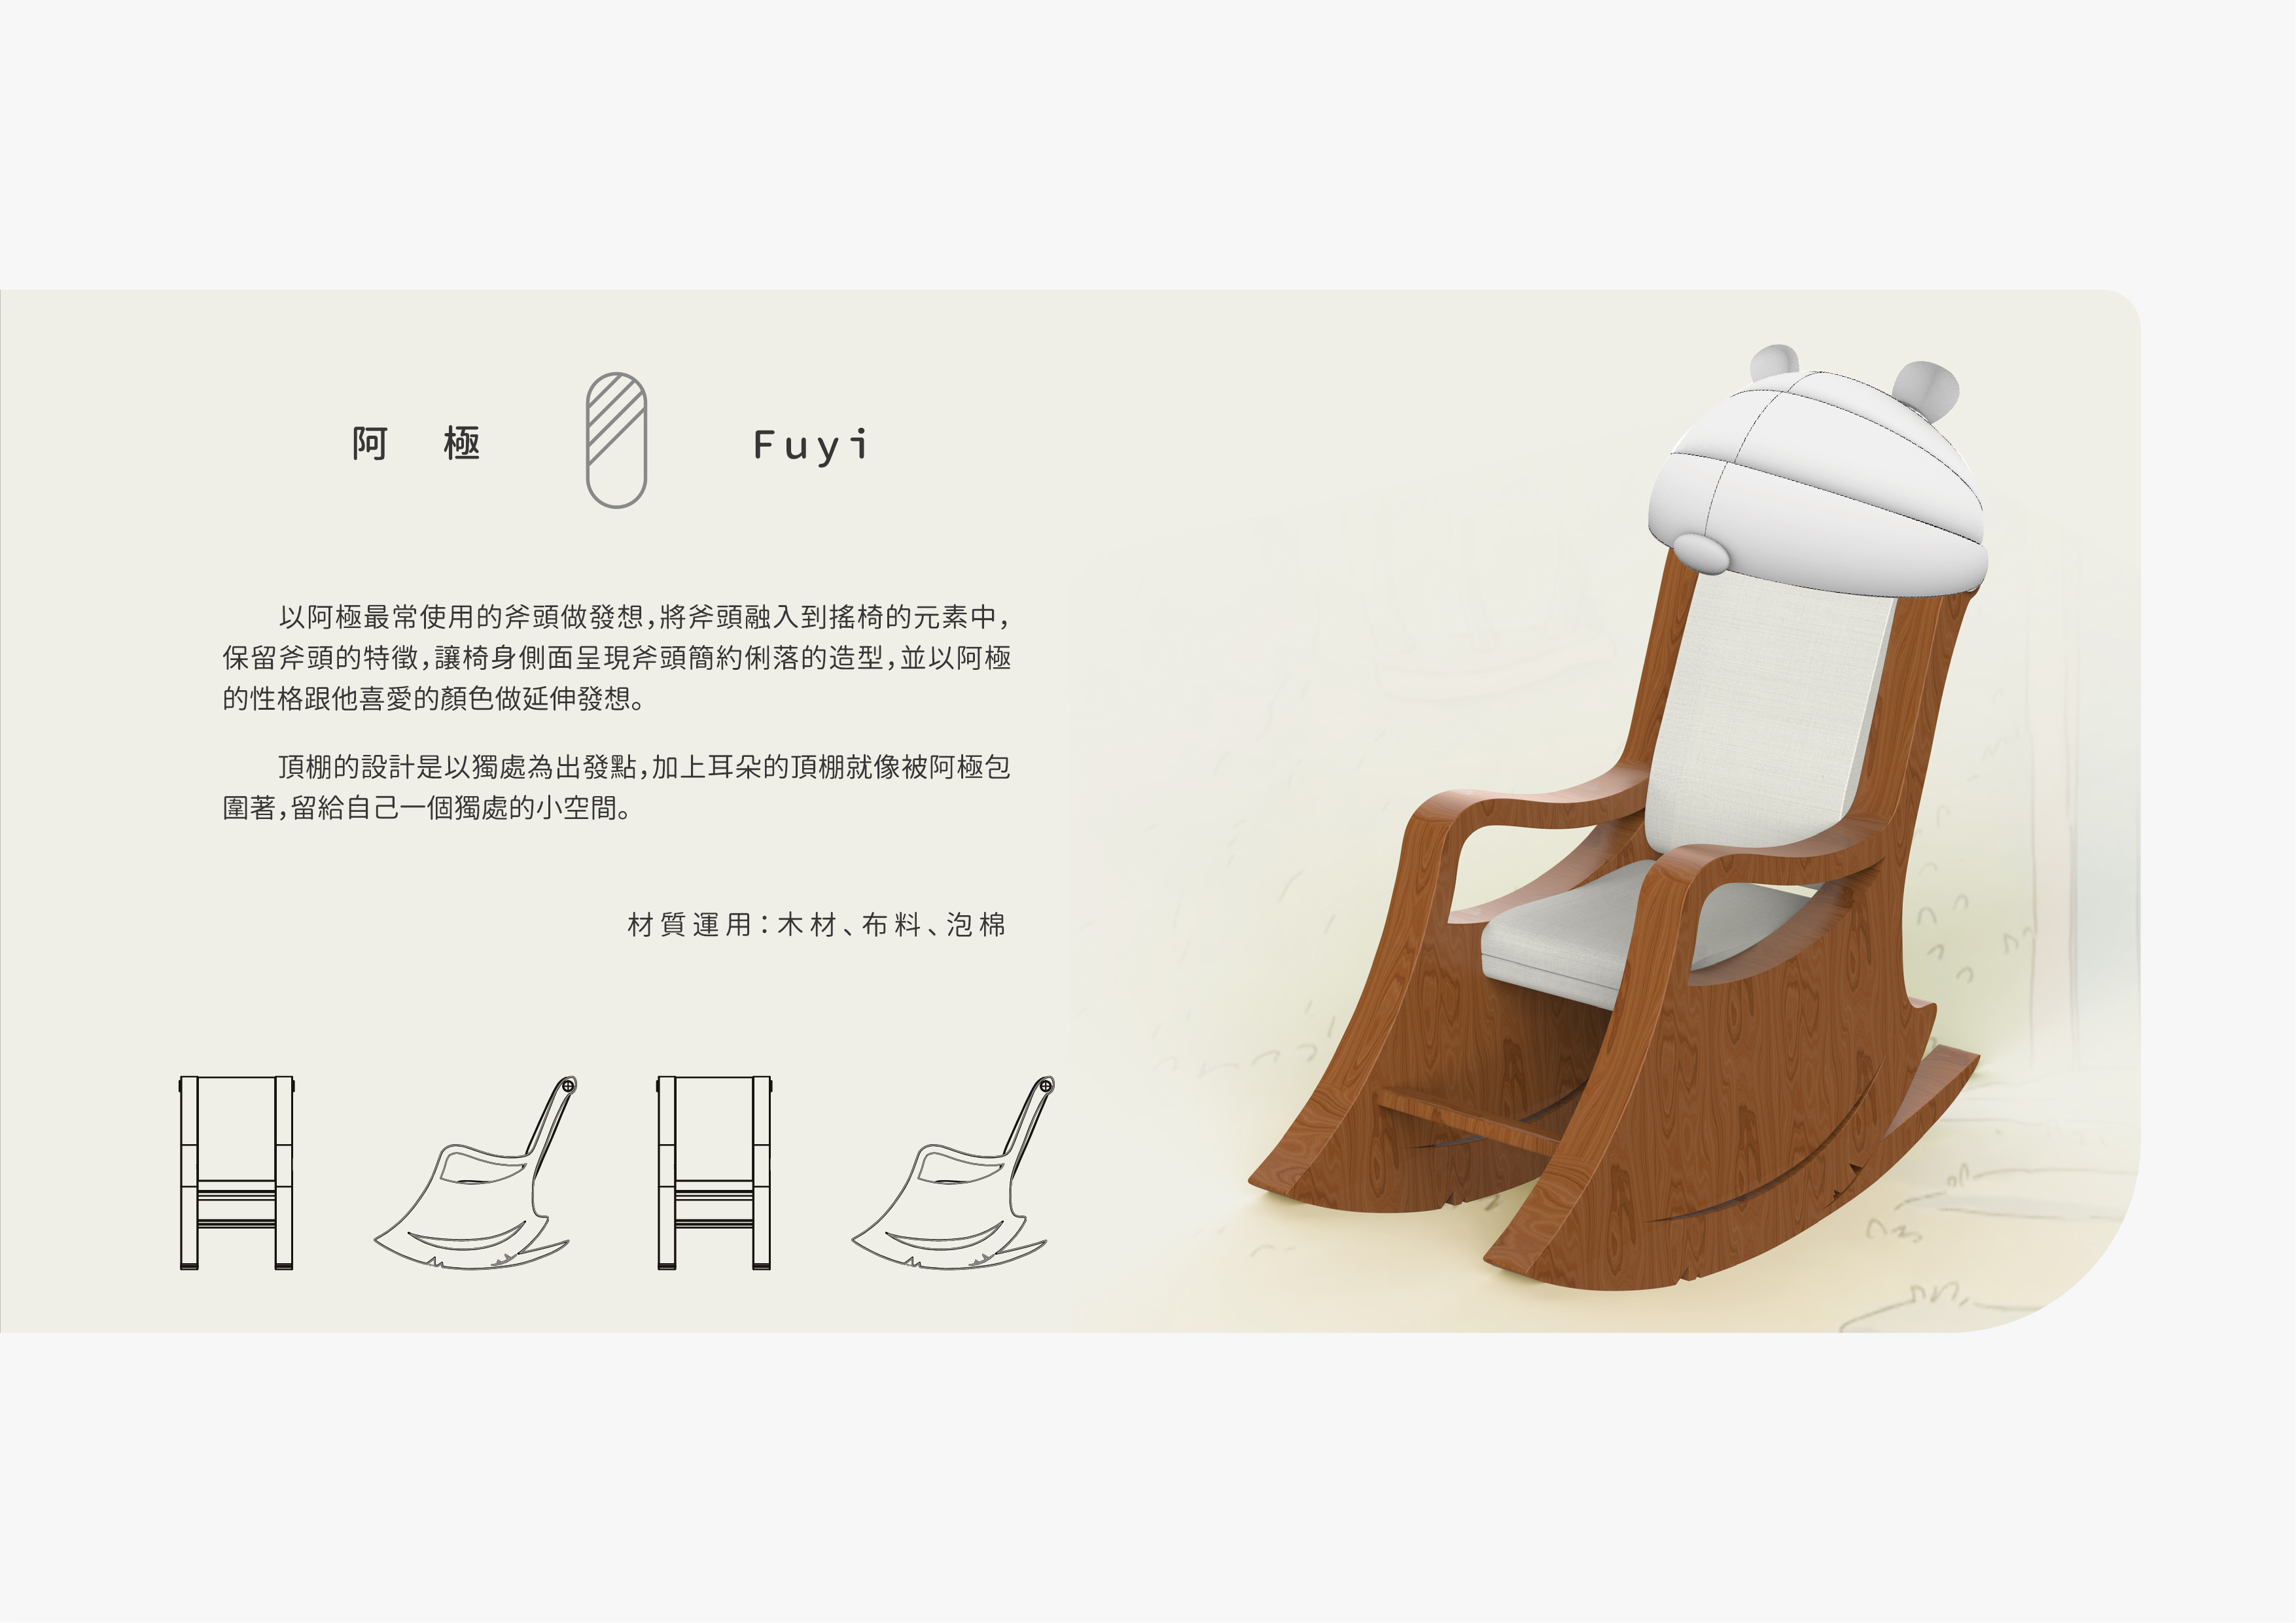 阿極 Fuyi
以阿極最常使用的斧頭做發想，將斧頭融入到搖椅的元素中，
保留斧頭的特徵，讓椅身側面呈現斧頭簡約俐落的造型，並以阿極
的性格跟他喜愛的顏色做延伸發想。
頂棚的設計是以獨處為出發點，加上耳朵的頂棚就像被阿極包
圍著，留給自己一個獨處的小空間。
材質運用：木材、布料、泡棉